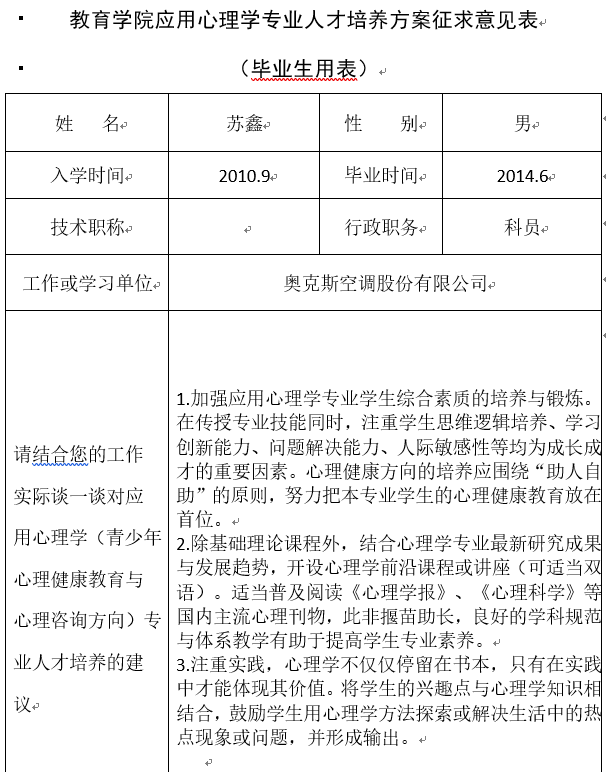 教育学院应用心理学专业人才培养方案征求意见表
（毕业生用表）
姓 名 苏鑫 性 别 男
入学时间 2010.9 毕业时间 2014.6
技术职称 行政职务 科员
工作或学习单位 奥克斯空调股份有限公司
请结合您的工作
实际谈一谈对应
用心理学（青少年
心理健康教育与
心理咨询方向）专
业人才培养的建
议
1.加强应用心理学专业学生综合素质的培养与锻炼。
在传授专业技能同时，注重学生思维逻辑培养、学习
创新能力、问题解决能力、人际敏感性等均为成长成
才的重要因素。心理健康方向的培养应围绕“助人自
助”的原则，努力把本专业学生的心理健康教育放在
首位。
2.除基础理论课程外，结合心理学专业最新研究成果
与发展趋势，开设心理学前沿课程或讲座（可适当双
语）。适当普及阅读《心理学报》、《心理科学》等
国内主流心理刊物，此非揠苗助长，良好的学科规范
与体系教学有助于提高学生专业素养。
3.注重实践，心理学不仅仅停留在书本，只有在实践
中才能体现其价值。将学生的兴趣点与心理学知识相
结合，鼓励学生用心理学方法探索或解决生活中的热
点现象或问题，并形成输出。